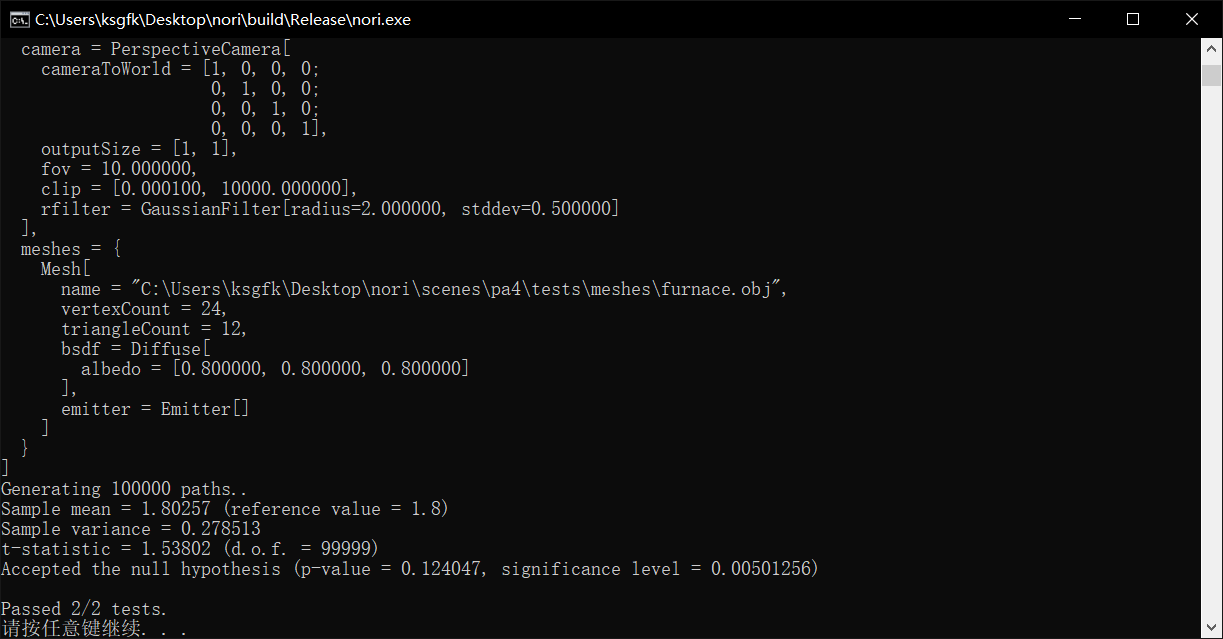 C:\Users\ksgfk\Desktop\nori\build\Release\nori.exe
  camera = PerspectiveCamera[
    cameraToWorld = [1, 0, 0, 0;
                     0, 1, 0, 0;
                     0, 0, 1, 0;
                     0, 0, 0, 1],
    outputSize = [1, 1],
    fov = 10.000000,
    clip = [0.000100, 10000.000000],
    rfilter = GaussianFilter[radius=2.000000, stddev=0.500000]
  ],
  meshes = {
    Mesh[
      name = "C:\Users\ksgfk\Desktop\nori\scenes\pa4\tests\meshes\furnace.obj",
      vertexCount = 24,
      triangleCount = 12,
      bsdf = Diffuse[
        albedo = [0.800000, 0.800000, 0.800000]
      ],
      emitter = Emitter[]
    ]
  }
]
Generating 100000 paths..
Sample mean = 1.80257 (reference value = 1.8)
Sample variance = 0.278513
t-statistic = 1.53802 (d.o.f. = 99999)
Accepted the null hypothesis (p-value = 0.124047, significance level = 0.00501256)
Passed 2/2 tests.
请按任意键继续. . .